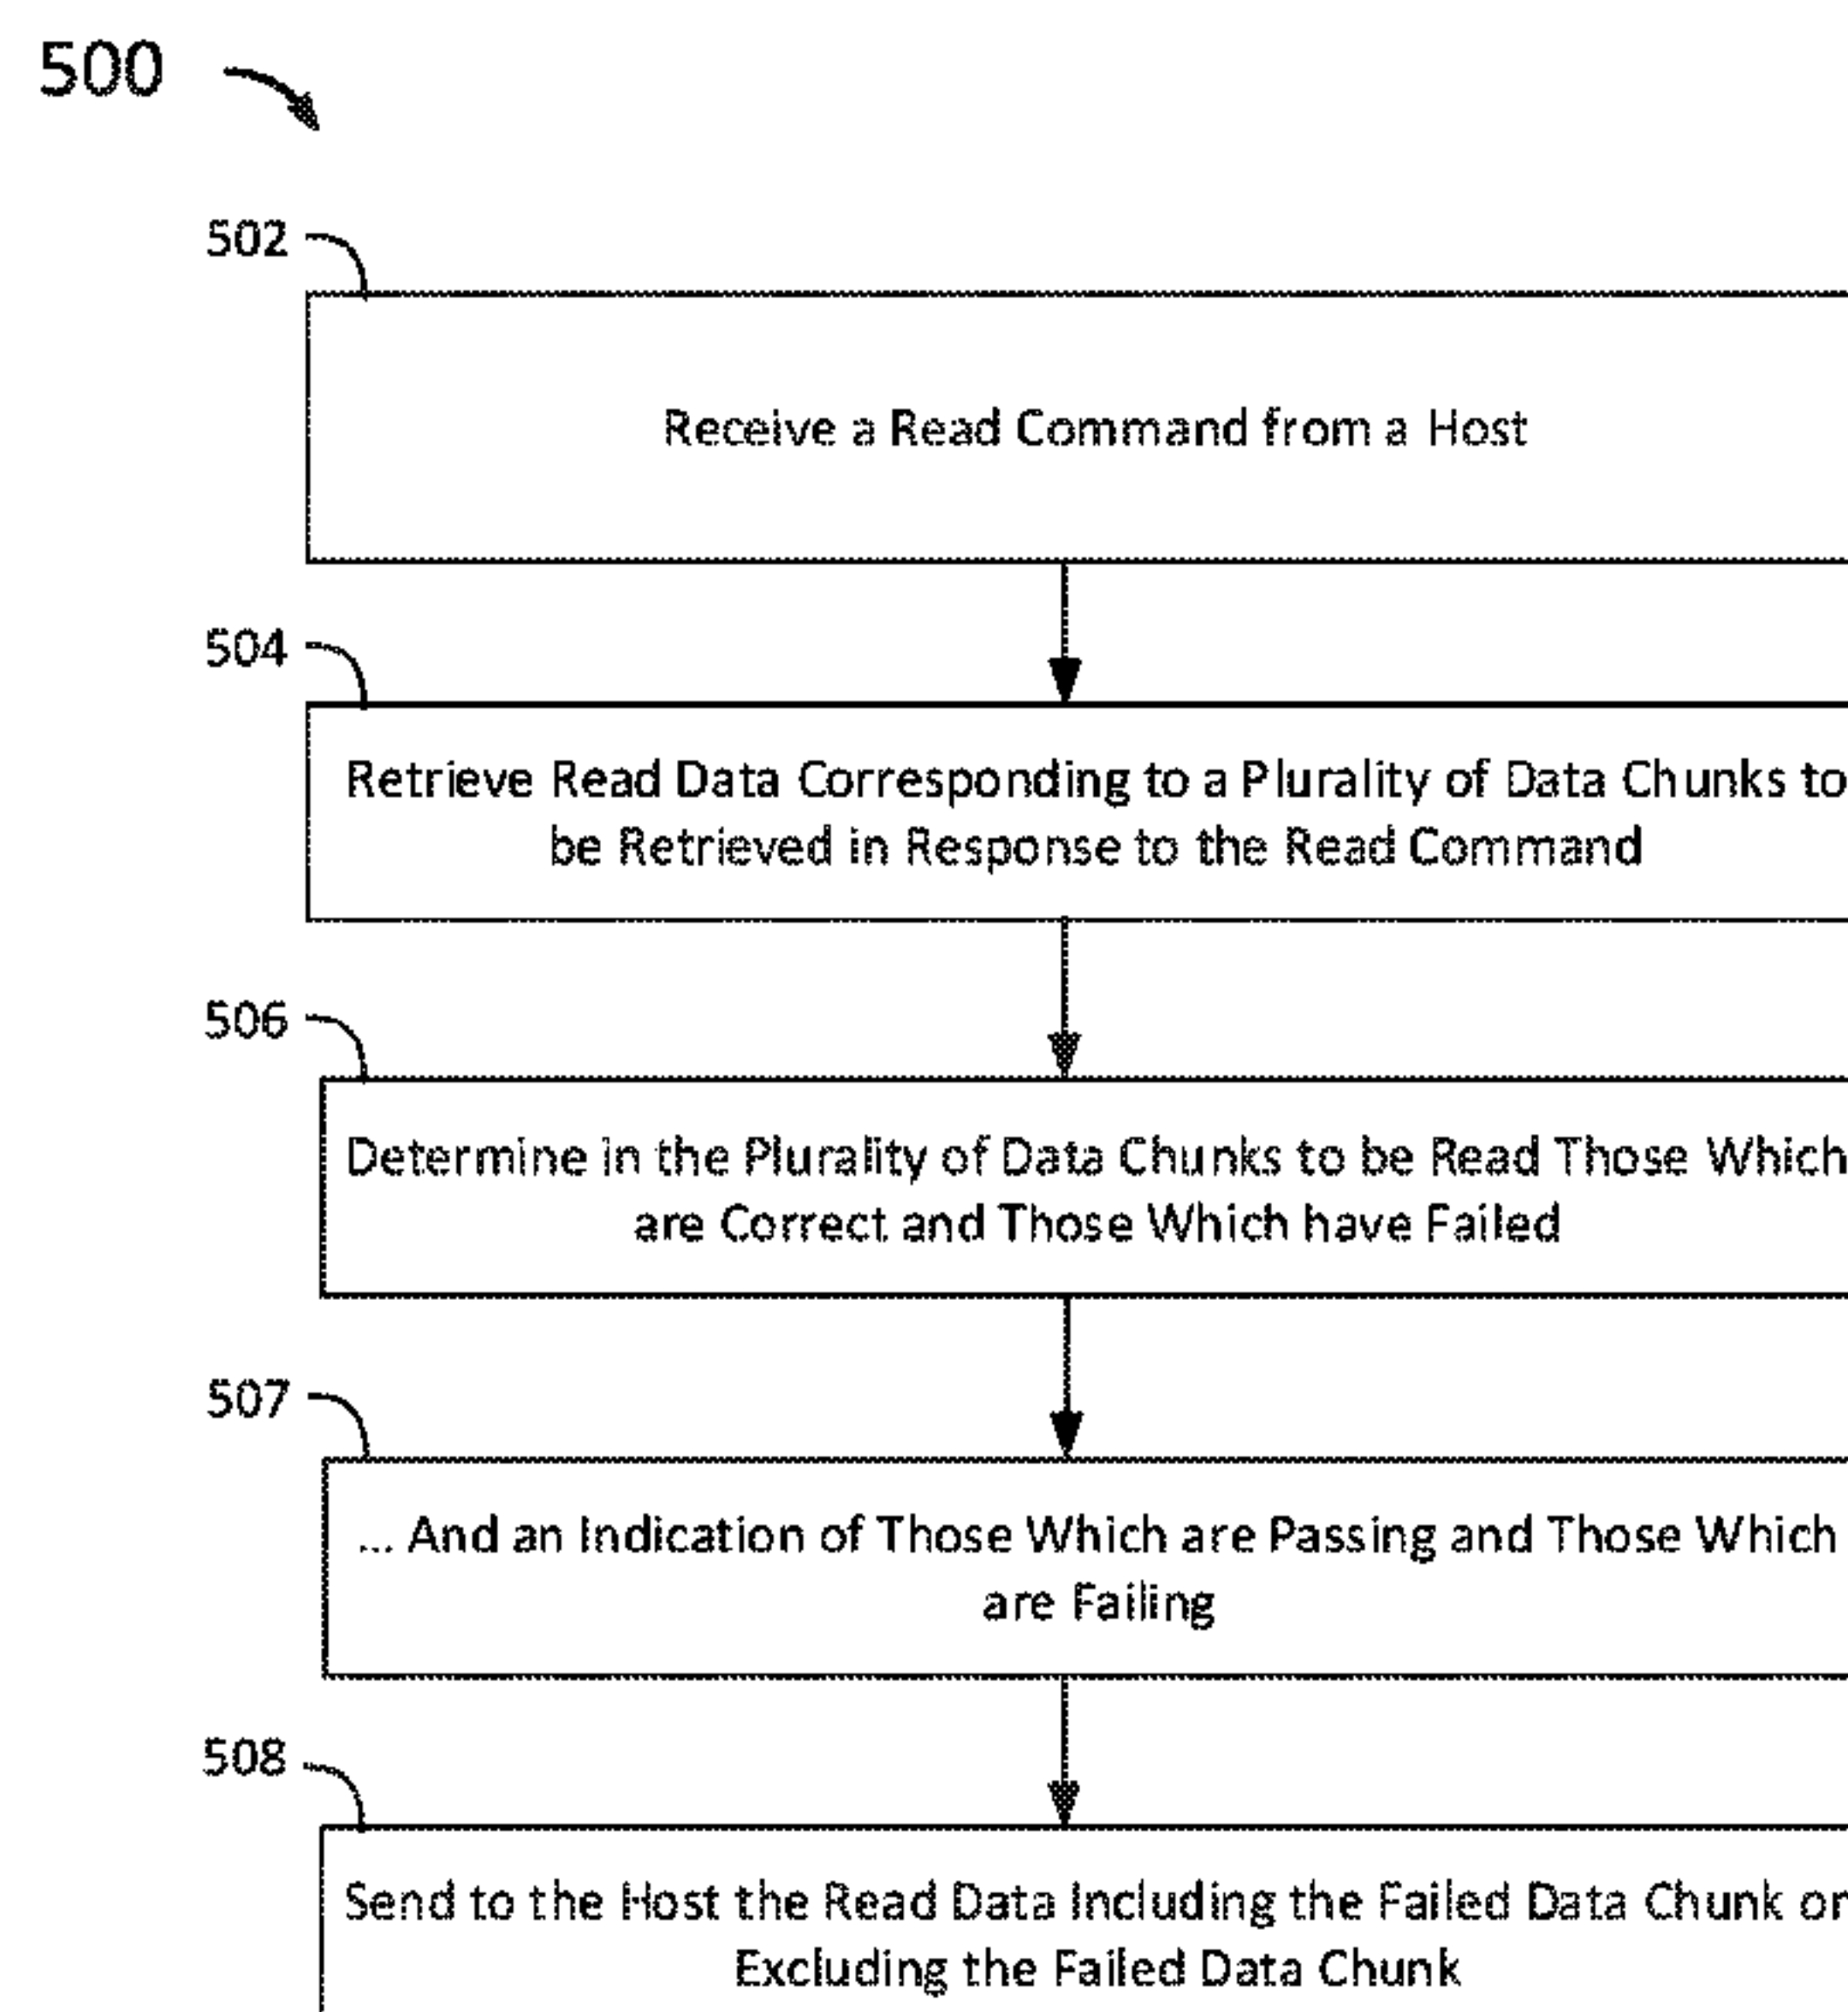 500
502
Receive a Read Command from a Host
504
Retrieve Read Data Corresponding to a Plurality of Data Chunks to
be Retrieved in Response to the Read Command
506
Determine in the Plurality of Data Chunks to be Read Those Which
are Correct and Those Which have Failed
507
... And an Indication of Those Which are Passing and Those Which
are Failing
508
Send to the Host the Read Data Including the Failed Data Chunk or
Excluding the Failed Data Chunk